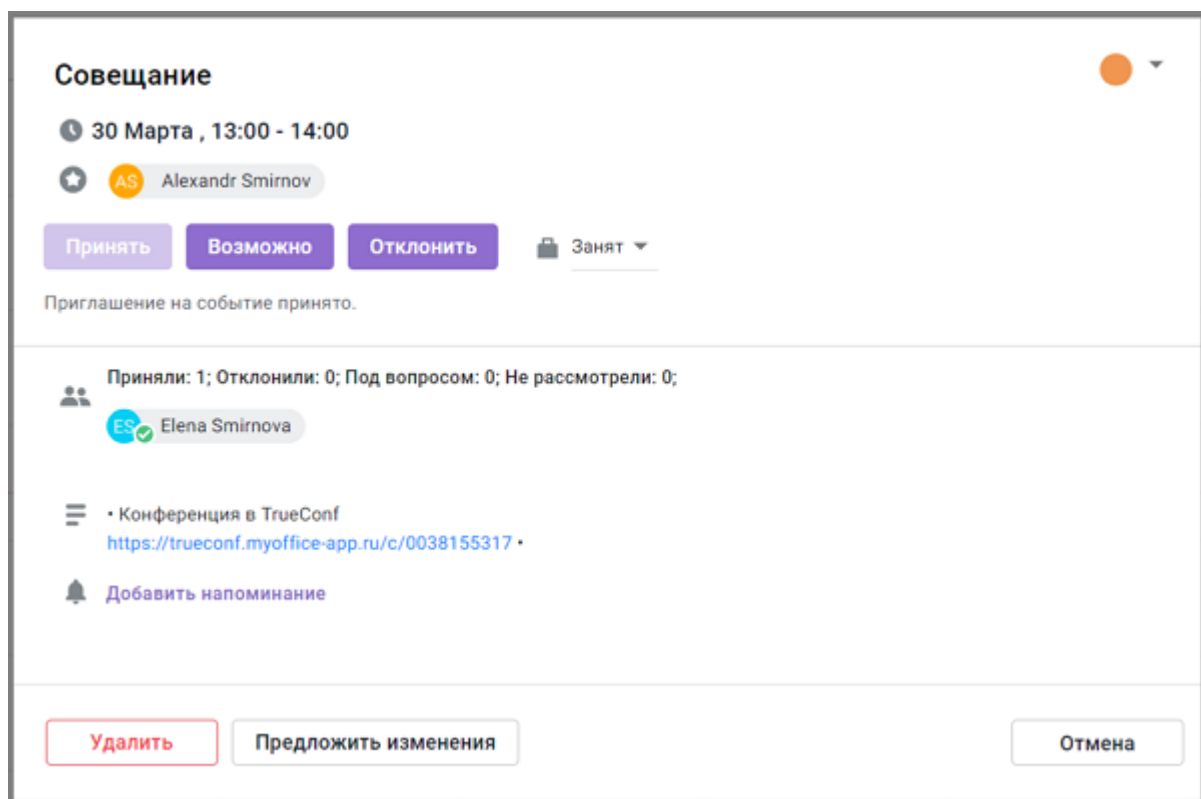 Совещание
30 Марта , 13:00 - 14:00
AS Alexandr Smirnov
Принять Возможно Отклонить Занят
Приглашение на событие принято.
Приняли: 1; Отклонили: 0; Под вопросом: 0; Не рассмотрели: 0;
ES Elena Smirnova
• Конференция в TrueConf
https://trueconf.myoffice-app.ru/c/0038155317 •
Добавить напоминание
Удалить Предложить изменения Отмена